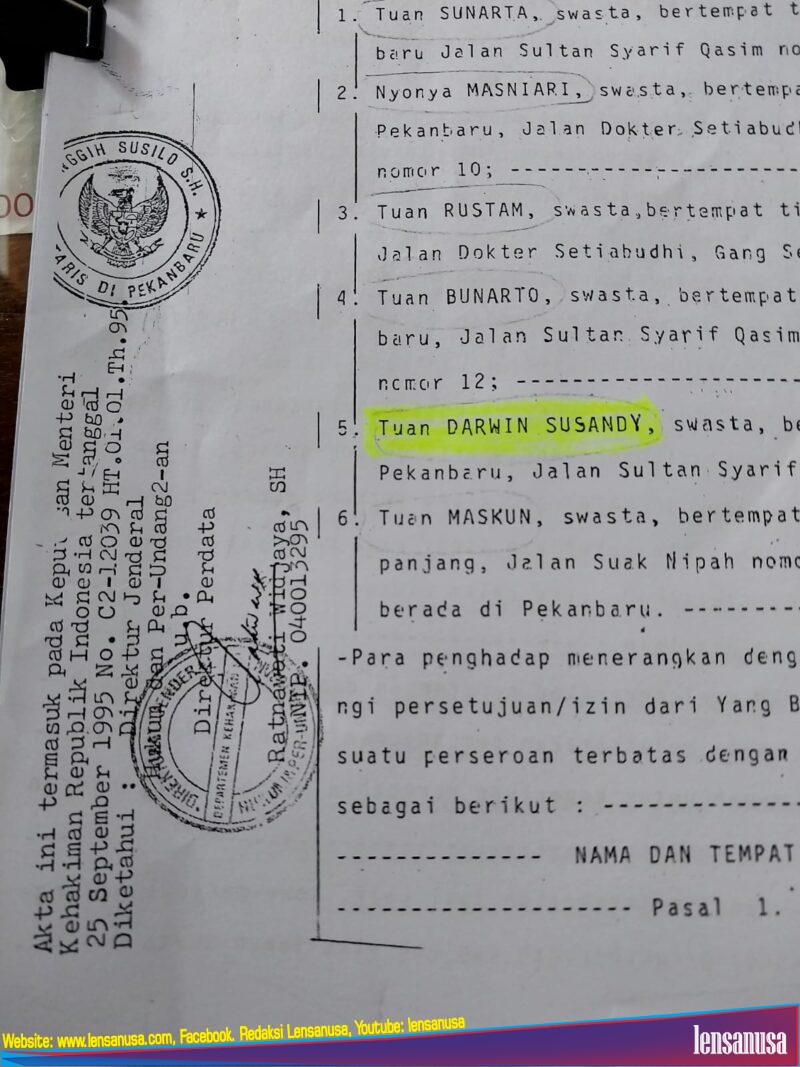 1. Tuan SUNARTA, swasta, bertempat t
baru Jalan Sultan Syarif Qasim no
2. Nyonya MASNIARI, swasta, bertempa
Pekanbaru, Jalan Dokter Setiabud
nomor 10; ------------------------
3. Tuan RUSTAM, swasta,bertempat ti
Jalan Dokter Setiabudhi, Gang Se
4. Tuan BUNARTO, swasta, bertempat
baru, Jalan Sultan Syarif Qasim
nomor 12; ------------------------
5. Tuan DARWIN SUSANDY, swasta, be
Pekanbaru, Jalan Sultan Syarif
6. Tuan MASKUN, swasta, bertempat
panjang, Jalan Suak Nipah nomo
berada di Pekanbaru. ----------
-Para penghadap menerangkan deng
ngi persetujuan/izin dari Yang B
suatu perseroan terbatas dengan
sebagai berikut : ---------------
--------------- NAMA DAN TEMPAT
--------------------- Pasal 1.
NGGIH SUSILO S.H.
ARIS DI PEKANBARU ★
Akta ini termasuk pada Keputusan Menteri
Kehakiman Republik Indonesia tertanggal
25 September 1995 No. C2-12039 HT.01.01.Th.95.
Diketahui : Direktur Jenderal
Hukum dan Per-Undang2-an
u.b.
Direktur Perdata
Ratnawati Widjaya, SH
NIP. 040013295
DEPARTEMEN KEHAKIMAN
Website: www.lensanusa.com, Facebook. Redaksi Lensanusa, Youtube: lensanusa
lensanusa